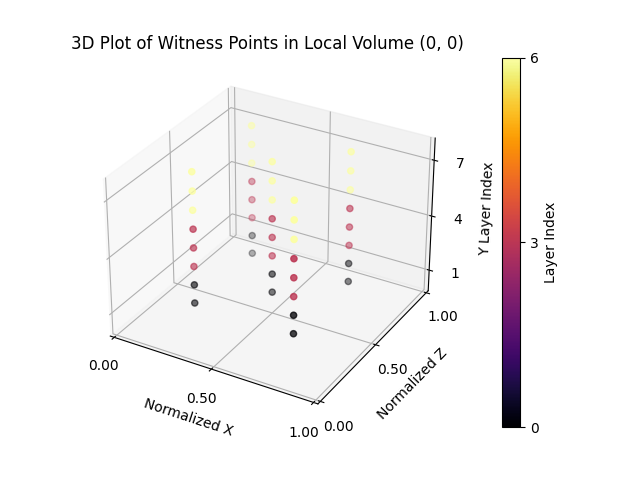 3D Plot of Witness Points in Local Volume (0, 0)
6
3
0
Layer Index
7
4
1
Y Layer Index
0.00
0.50
1.00
Normalized X
0.00
0.50
1.00
Normalized Z